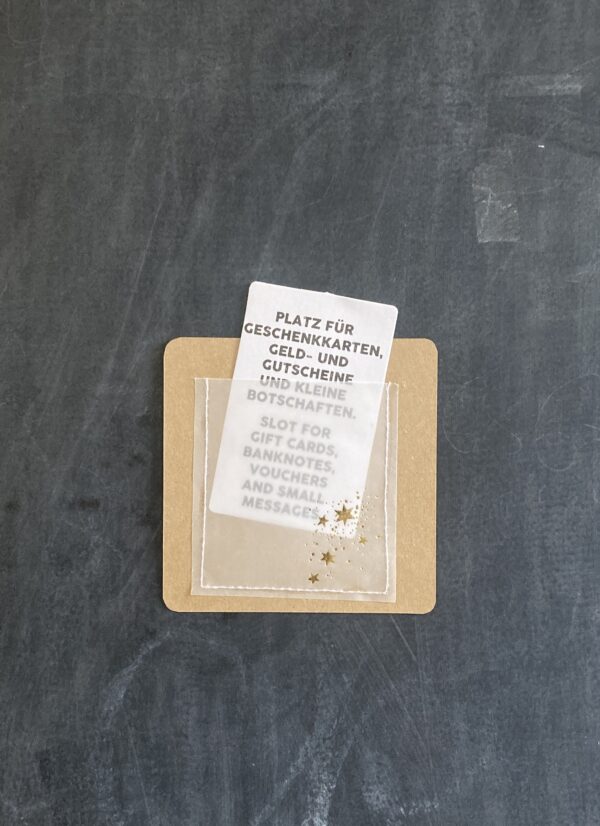 PLATZ FÜR
GESCHENKKARTEN,
GELD- UND
GUTSCHEINE
UND KLEINE
BOTSCHAFTEN.
SLOT FOR
GIFT CARDS,
BANKNOTES,
VOUCHERS
AND SMALL
MESSAGES.